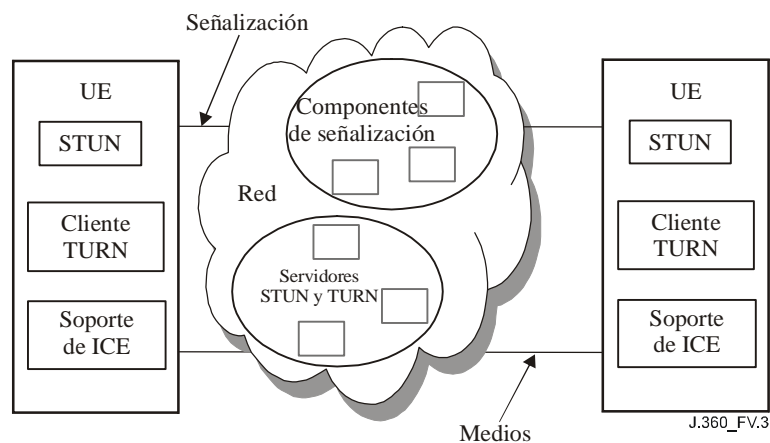 Señalización
UE
STUN
Cliente
TURN
Soporte
de ICE
Componentes
de señalización
Red
Servidores
STUN y TURN
UE
STUN
Cliente
TURN
Soporte
de ICE
Medios
J.360_FV.3